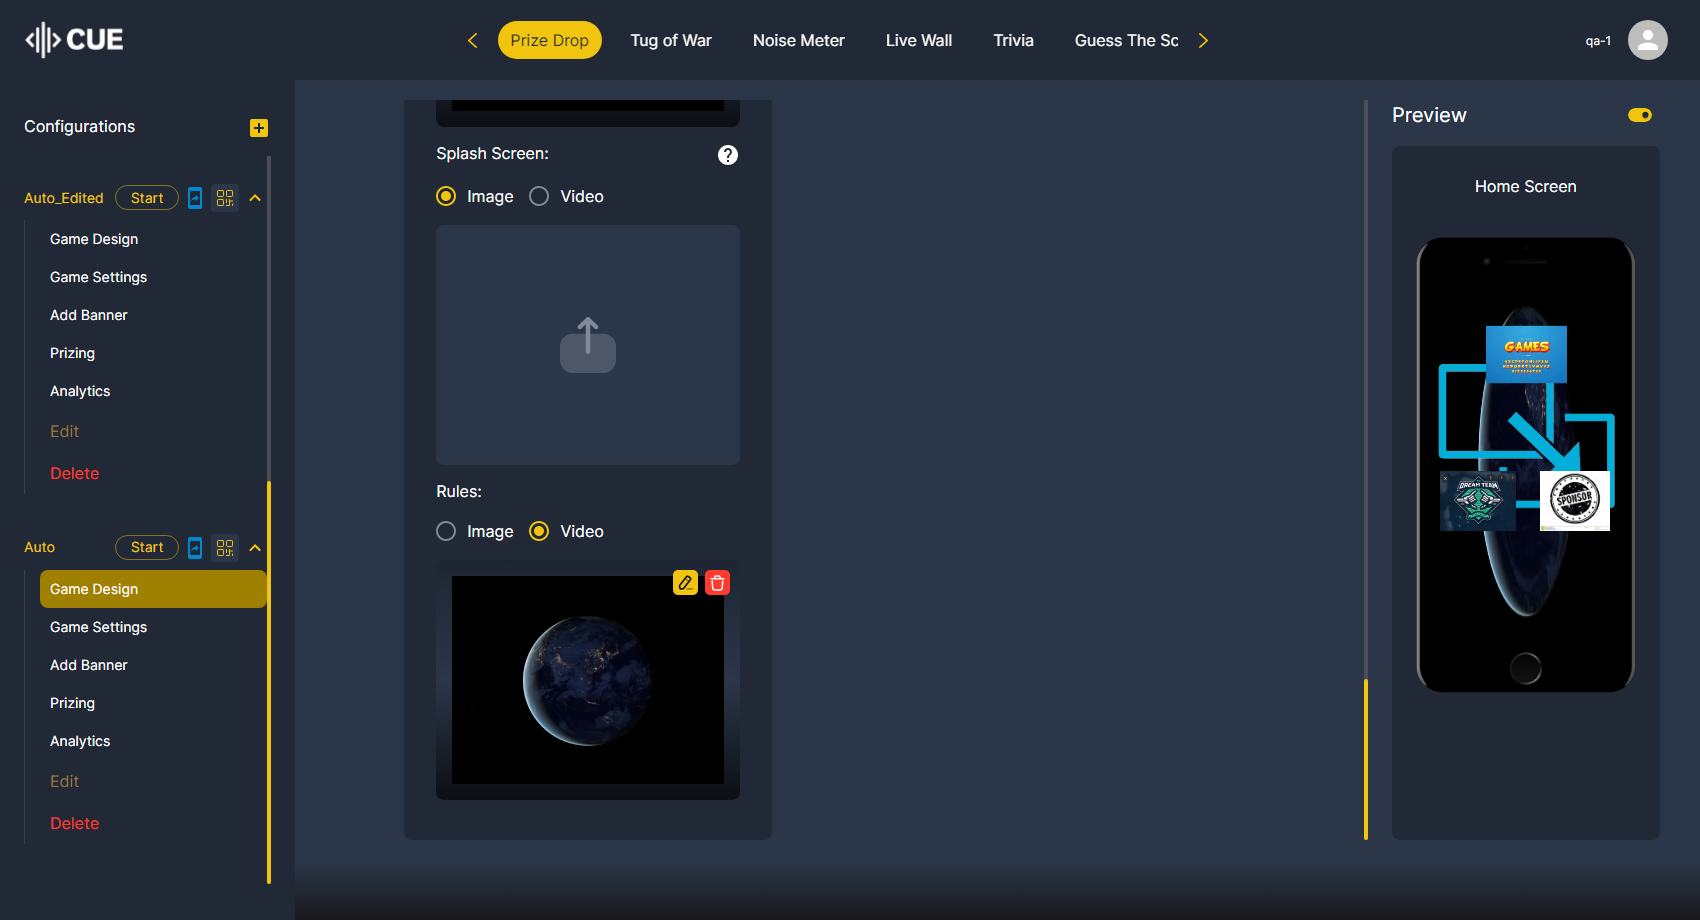 CUE
Prize Drop
Tug of War
Noise Meter
Live Wall
Trivia
Guess The Sc
qa-1
Configurations
Auto_Edited
Start
Game Design
Game Settings
Add Banner
Prizing
Analytics
Edit
Delete
Auto
Start
Game Design
Game Settings
Add Banner
Prizing
Analytics
Edit
Delete
Splash Screen:
?
Image
Video
Rules:
Image
Video
Preview
Home Screen
GAMES
DREAM TEAM
SPONSOR